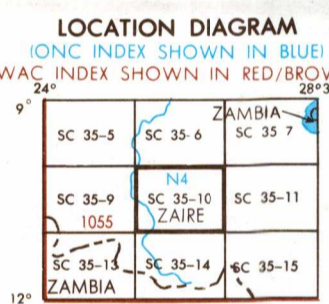 LOCATION DIAGRAM
(ONC INDEX SHOWN IN BLUE)
WAC INDEX SHOWN IN RED/BROW
24° 28°3
9°
ZAMBIA
SC 35-5 SC 35-6 SC 35 7
N4
SC 35-9 SC 35-10 SC 35-11
1055 ZAIRE
SC 35-13 SC 35-14 SC 35-15
ZAMBIA
12°